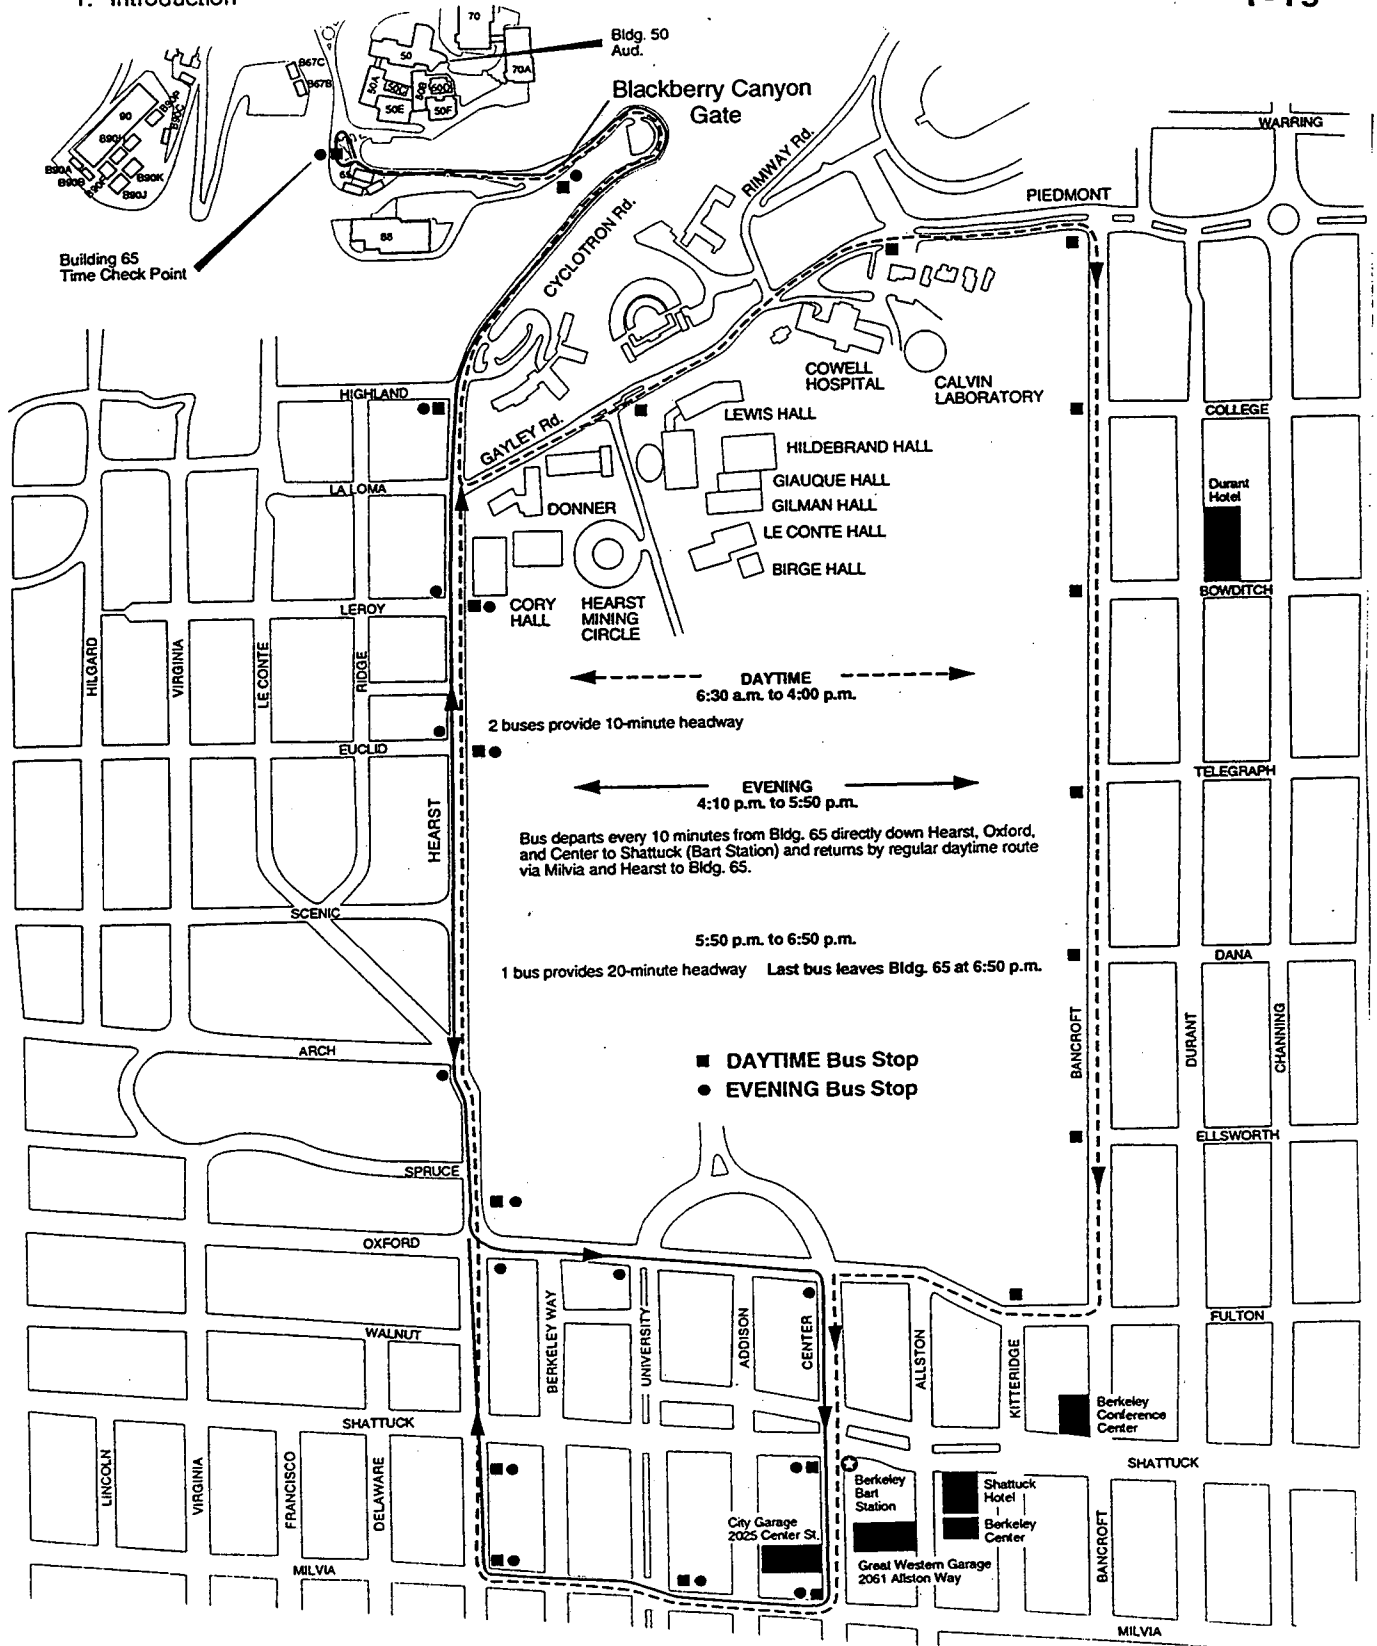 1. Introduction
1-15
70
Bldg. 50
Aud.
50
70A
B67C
B67B
50A
50C
50B
50D
50E
50F
90
B90P
B90C
B90H
B90A
B90B
B90F
B90K
B90J
Blackberry Canyon
Gate
65
88
Building 65
Time Check Point
WARRING
RIMWAY Rd.
PIEDMONT
CYCLOTRON Rd.
COWELL
HOSPITAL
CALVIN
LABORATORY
HIGHLAND
GAYLEY Rd.
LEWIS HALL
COLLEGE
HILDEBRAND HALL
GIAUQUE HALL
GILMAN HALL
LA LOMA
DONNER
LE CONTE HALL
BIRGE HALL
Durant
Hotel
BOWDITCH
LEROY
CORY
HALL
HEARST
MINING
CIRCLE
HILGARD
VIRGINIA
LE CONTE
RIDGE
DAYTIME
6:30 a.m. to 4:00 p.m.
2 buses provide 10-minute headway
EUCLID
TELEGRAPH
EVENING
4:10 p.m. to 5:50 p.m.
HEARST
Bus departs every 10 minutes from Bldg. 65 directly down Hearst, Oxford,
and Center to Shattuck (Bart Station) and returns by regular daytime route
via Milvia and Hearst to Bldg. 65.
SCENIC
5:50 p.m. to 6:50 p.m.
1 bus provides 20-minute headway Last bus leaves Bldg. 65 at 6:50 p.m.
DANA
BANCROFT
DURANT
CHANNING
ARCH
DAYTIME Bus Stop
EVENING Bus Stop
ELLSWORTH
SPRUCE
OXFORD
FULTON
WALNUT
BERKELEY WAY
UNIVERSITY
ADDISON
CENTER
ALLSTON
KITTERIDGE
Berkeley
Conference
Center
SHATTUCK
SHATTUCK
LINCOLN
VIRGINIA
FRANCISCO
DELAWARE
Berkeley
Bart
Station
Shattuck
Hotel
Berkeley
Center
City Garage
2025 Center St.
Great Western Garage
2061 Allston Way
BANCROFT
MILVIA
MILVIA